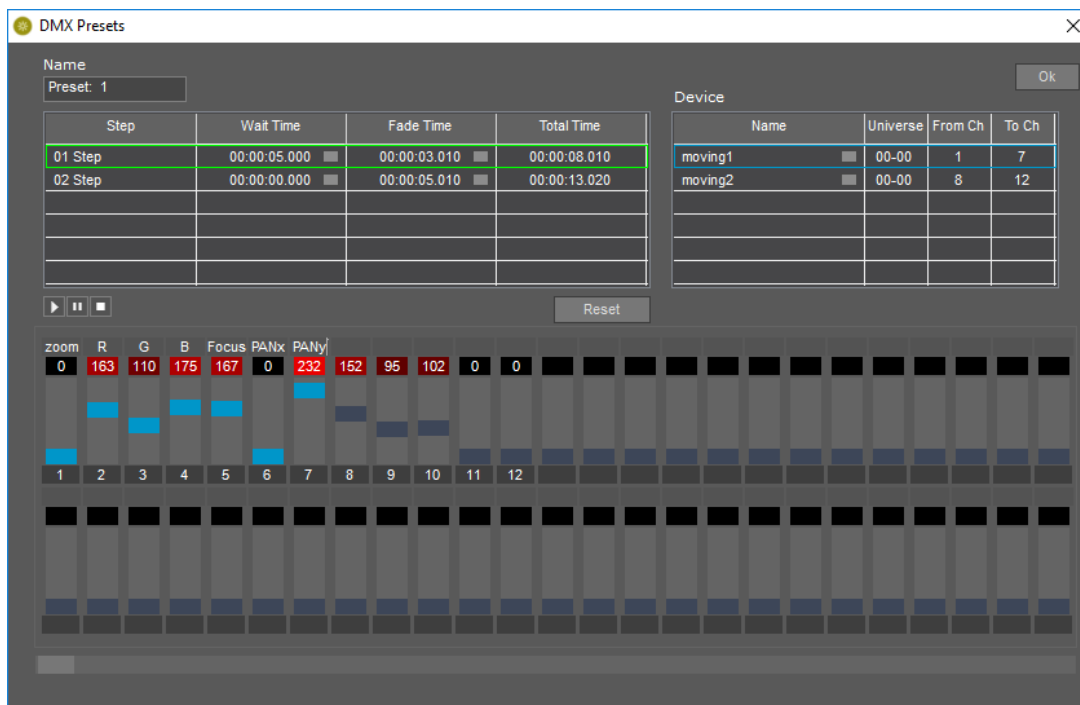 DMX Presets
Name
Preset: 1
Ok
Device
Step Wait Time Fade Time Total Time
01 Step 00:00:05.000 00:00:03.010 00:00:08.010
02 Step 00:00:00.000 00:00:05.010 00:00:13.020
Name Universe From Ch To Ch
moving1 00-00 1 7
moving2 00-00 8 12
Reset
zoom R G B Focus PANx PANy
0 163 110 175 167 0 232 152 95 102 0 0
1 2 3 4 5 6 7 8 9 10 11 12